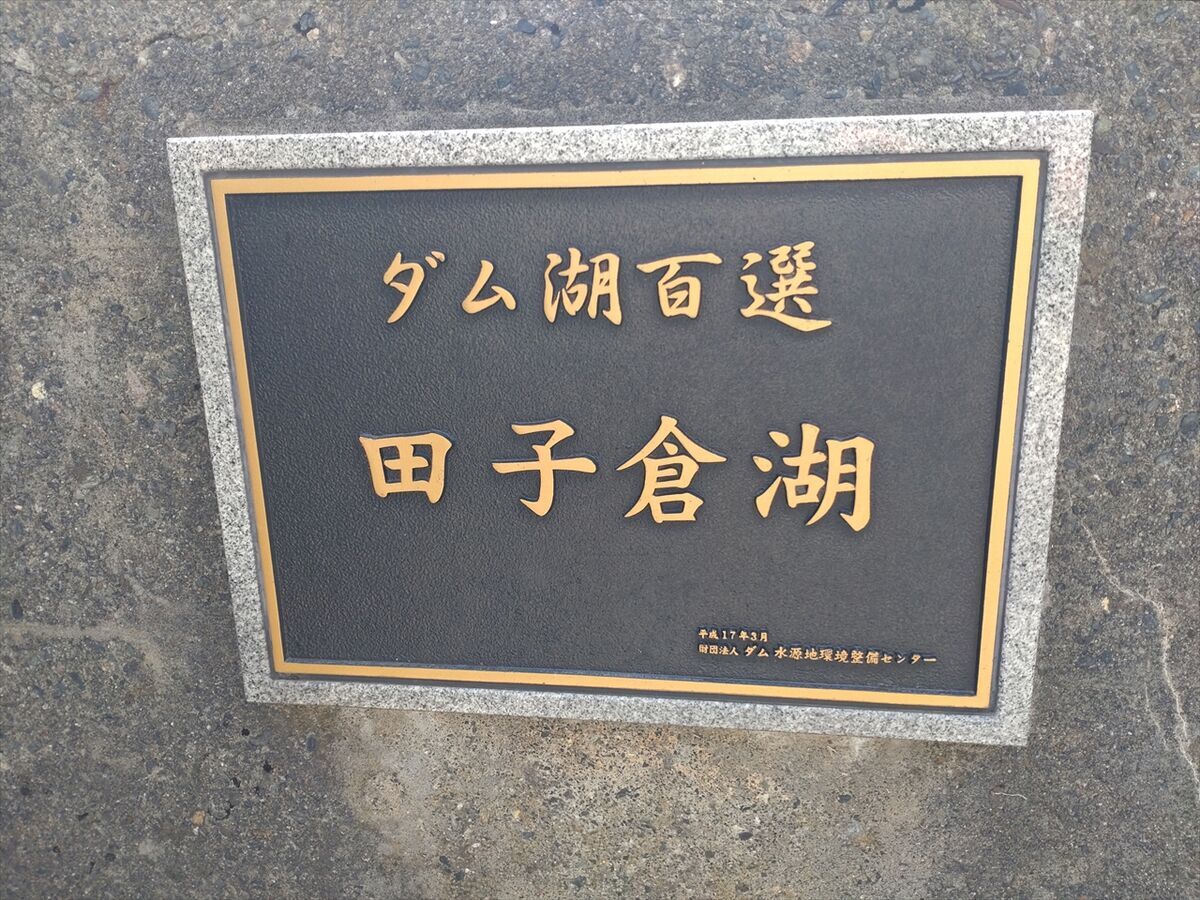 ダム湖百選
田子倉湖
平成17年3月
財団法人 ダム水源地環境整備センター